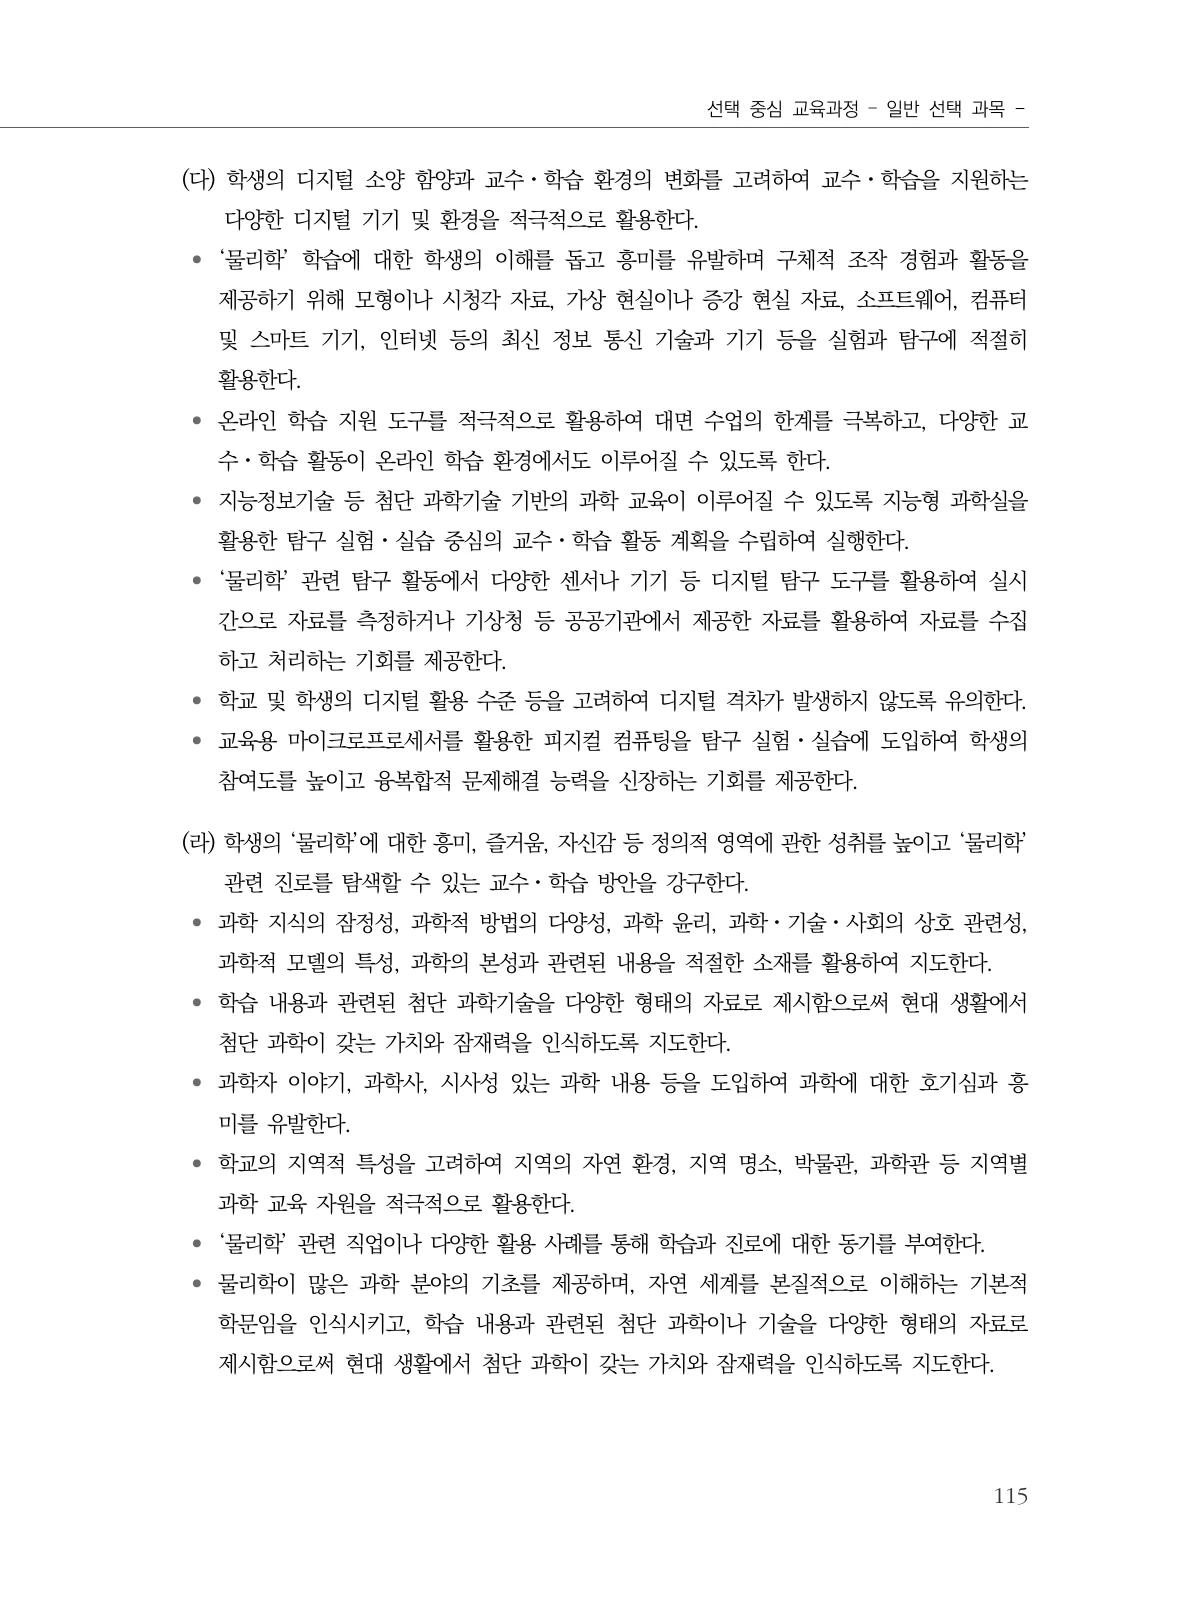 선택 중심 교육과정 - 일반 선택 과목 -
(다) 학생의 디지털 소양 함양과 교수･학습 환경의 변화를 고려하여 교수･학습을 지원하는
다양한 디지털 기기 및 환경을 적극적으로 활용한다.
• ‘물리학’ 학습에 대한 학생의 이해를 돕고 흥미를 유발하며 구체적 조작 경험과 활동을
제공하기 위해 모형이나 시청각 자료, 가상 현실이나 증강 현실 자료, 소프트웨어, 컴퓨터
및 스마트 기기, 인터넷 등의 최신 정보 통신 기술과 기기 등을 실험과 탐구에 적절히
활용한다.
• 온라인 학습 지원 도구를 적극적으로 활용하여 대면 수업의 한계를 극복하고, 다양한 교
수･학습 활동이 온라인 학습 환경에서도 이루어질 수 있도록 한다.
• 지능정보기술 등 첨단 과학기술 기반의 과학 교육이 이루어질 수 있도록 지능형 과학실을
활용한 탐구 실험･실습 중심의 교수･학습 활동 계획을 수립하여 실행한다.
• ‘물리학’ 관련 탐구 활동에서 다양한 센서나 기기 등 디지털 탐구 도구를 활용하여 실시
간으로 자료를 측정하거나 기상청 등 공공기관에서 제공한 자료를 활용하여 자료를 수집
하고 처리하는 기회를 제공한다.
• 학교 및 학생의 디지털 활용 수준 등을 고려하여 디지털 격차가 발생하지 않도록 유의한다.
• 교육용 마이크로프로세서를 활용한 피지컬 컴퓨팅을 탐구 실험･실습에 도입하여 학생의
참여도를 높이고 융복합적 문제해결 능력을 신장하는 기회를 제공한다.
(라) 학생의 ‘물리학’에 대한 흥미, 즐거움, 자신감 등 정의적 영역에 관한 성취를 높이고 ‘물리학’
관련 진로를 탐색할 수 있는 교수･학습 방안을 강구한다.
• 과학 지식의 잠정성, 과학적 방법의 다양성, 과학 윤리, 과학･기술･사회의 상호 관련성,
과학적 모델의 특성, 과학의 본성과 관련된 내용을 적절한 소재를 활용하여 지도한다.
• 학습 내용과 관련된 첨단 과학기술을 다양한 형태의 자료로 제시함으로써 현대 생활에서
첨단 과학이 갖는 가치와 잠재력을 인식하도록 지도한다.
• 과학자 이야기, 과학사, 시사성 있는 과학 내용 등을 도입하여 과학에 대한 호기심과 흥
미를 유발한다.
• 학교의 지역적 특성을 고려하여 지역의 자연 환경, 지역 명소, 박물관, 과학관 등 지역별
과학 교육 자원을 적극적으로 활용한다.
• ‘물리학’ 관련 직업이나 다양한 활용 사례를 통해 학습과 진로에 대한 동기를 부여한다.
• 물리학이 많은 과학 분야의 기초를 제공하며, 자연 세계를 본질적으로 이해하는 기본적
학문임을 인식시키고, 학습 내용과 관련된 첨단 과학이나 기술을 다양한 형태의 자료로
제시함으로써 현대 생활에서 첨단 과학이 갖는 가치와 잠재력을 인식하도록 지도한다.
115